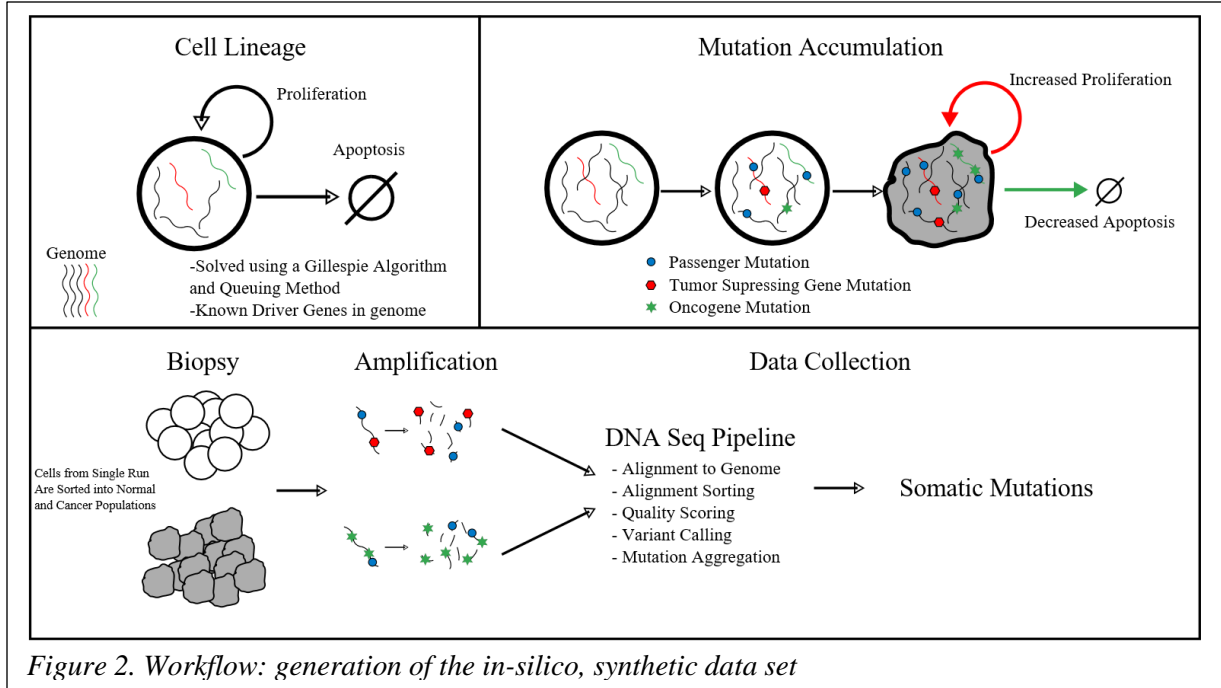 Cell Lineage
Proliferation
Apoptosis
Genome
-Solved using a Gillespie Algorithm
and Queuing Method
-Known Driver Genes in genome
Mutation Accumulation
Increased Proliferation
Decreased Apoptosis
Passenger Mutation
Tumor Supressing Gene Mutation
Oncogene Mutation
Biopsy
Cells from Single Run
Are Sorted into Normal
and Cancer Populations
Amplification
Data Collection
DNA Seq Pipeline
- Alignment to Genome
- Alignment Sorting
- Quality Scoring
- Variant Calling
- Mutation Aggregation
Somatic Mutations
Figure 2. Workflow: generation of the in-silico, synthetic data set